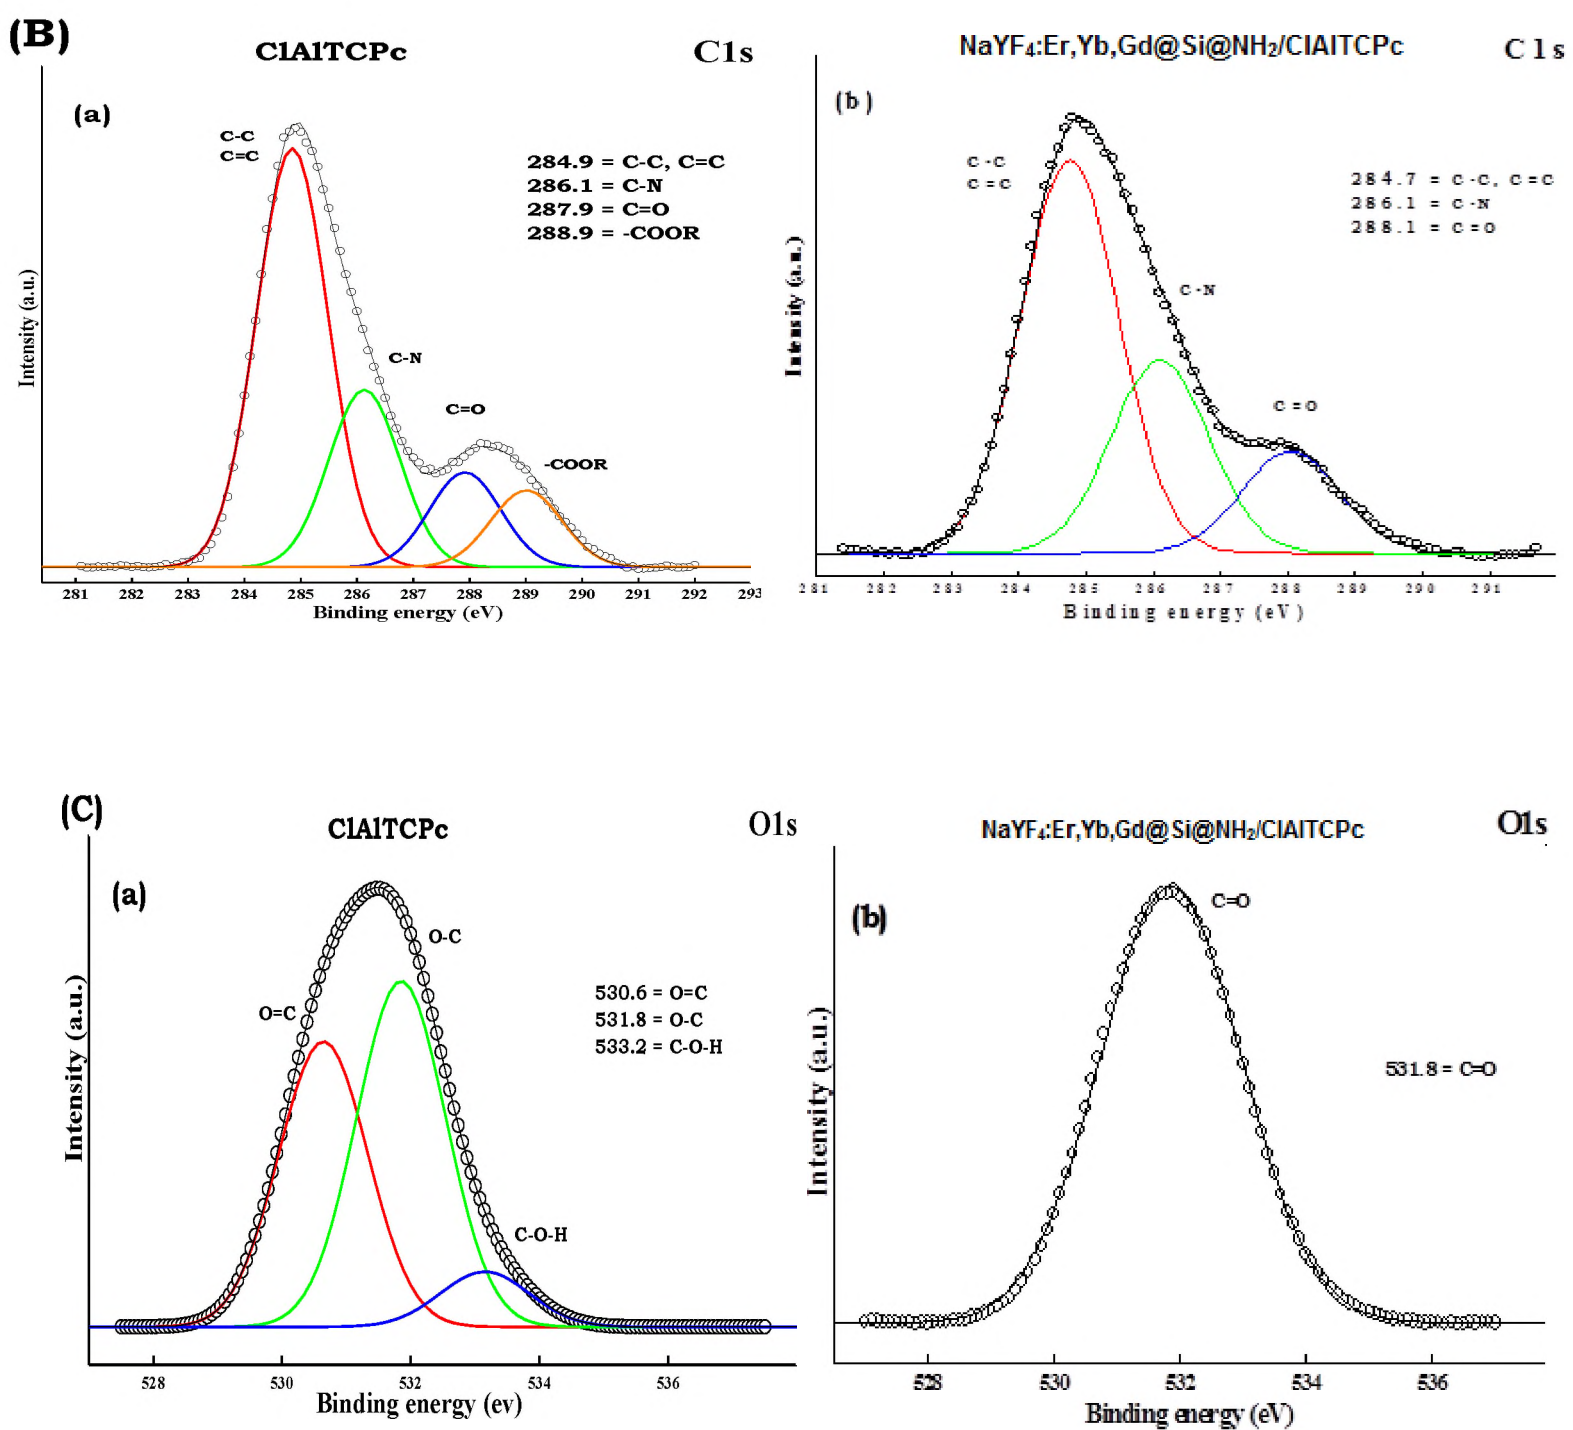 (B)
ClAlTCPc
C1s
(a)
C-C
C=C
284.9 = C-C, C=C
286.1 = C-N
287.9 = C=O
288.9 = -COOR
C-N
C=O
-COOR
Intensity (a.u.)
281 282 283 284 285 286 287 288 289 290 291 292 293
Binding energy (eV)
NaYF₄:Er,Yb,Gd@Si@NH₂/ClAlTCPc
C 1s
(b)
C-C
C=C
284.7 = C-C, C=C
286.1 = C-N
288.1 = C=O
C-N
C=O
Intensity (a.u.)
281 282 283 284 285 286 287 288 289 290 291
Binding energy (eV)
(C)
ClAlTCPc
O1s
(a)
O-C
O=C
530.6 = O=C
531.8 = O-C
533.2 = C-O-H
C-O-H
Intensity (a.u.)
528 530 532 534 536
Binding energy (ev)
NaYF₄:Er,Yb,Gd@Si@NH₂/ClAlTCPc
O1s
(b)
C=O
531.8 = C=O
Intensity (a.u.)
528 530 532 534 536
Binding energy (eV)